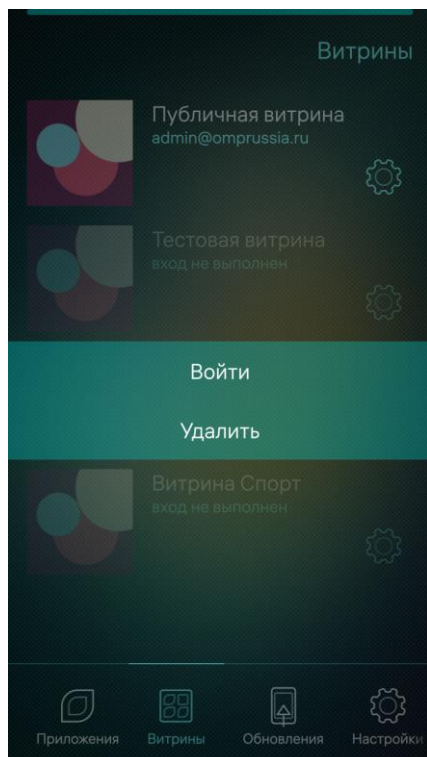 Витрины
Публичная витрина
admin@omprussia.ru
Тестовая витрина
вход не выполнен
Войти
Удалить
Витрина Спорт
вход не выполнен
Приложения
Витрины
Обновления
Настройки